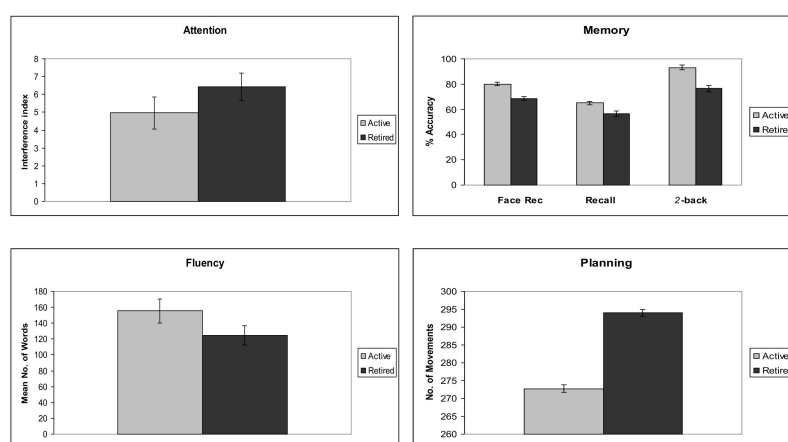 Attention
Interference index
8
7
6
5
4
3
2
1
0
Active
Retired
Memory
% Accuracy
100
80
60
40
20
0
Face Rec Recall 2-back
Active
Retired
Fluency
Mean No. of Words
180
160
140
120
100
80
60
40
20
0
Active
Retired
Planning
No. of Movements
300
295
290
285
280
275
270
265
260
Active
Retired